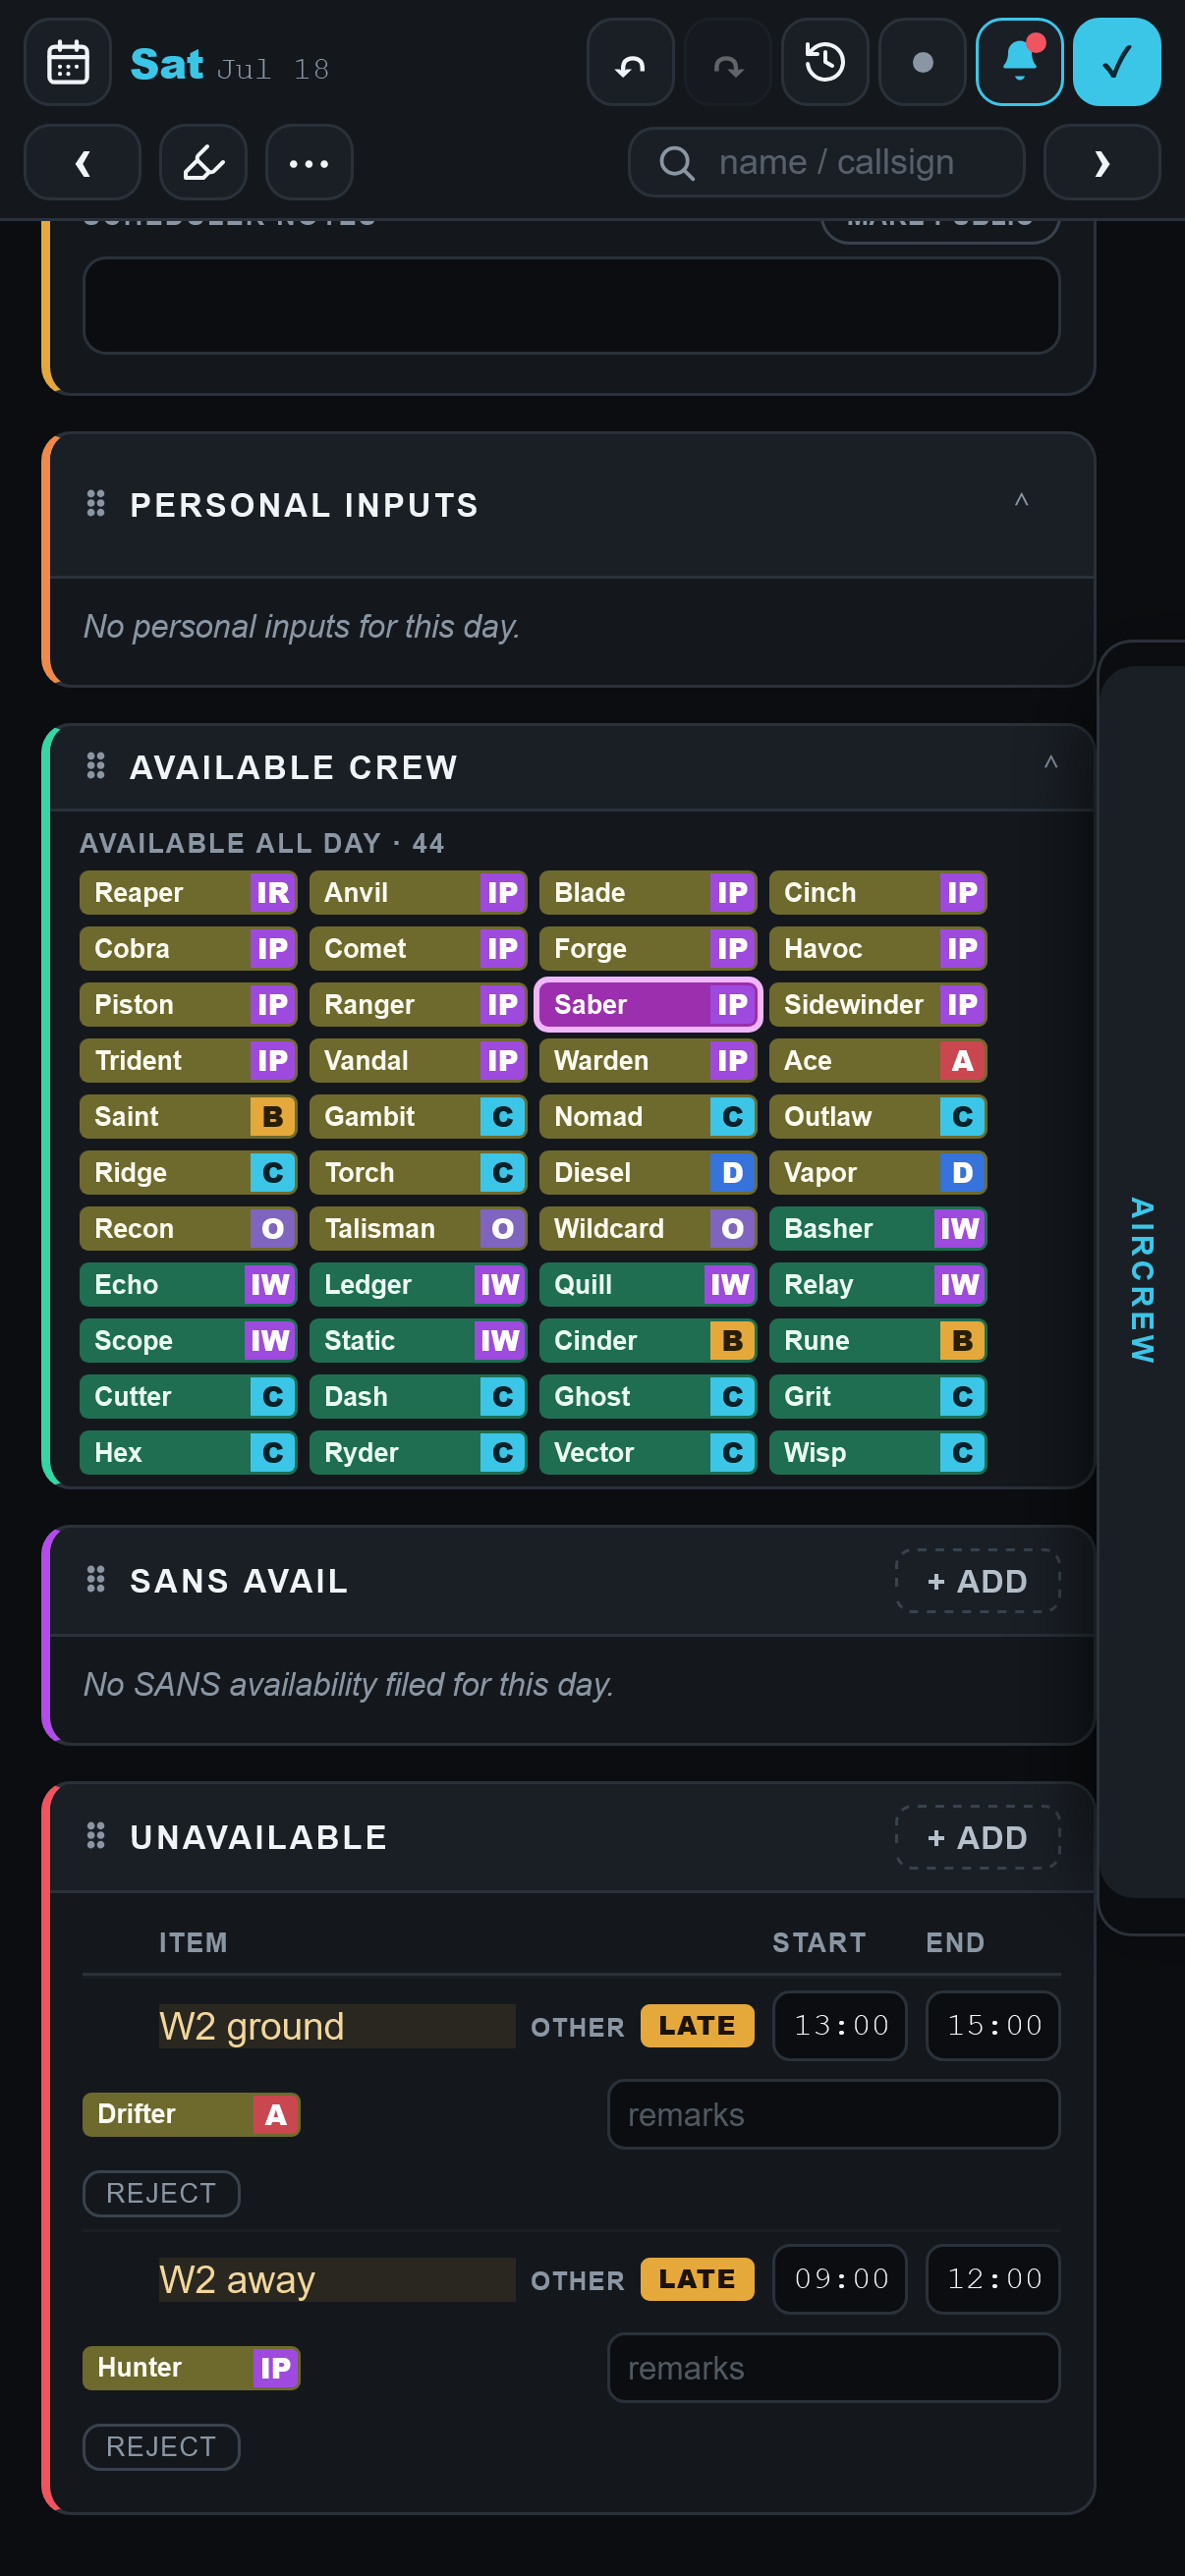 Sat Jul 18
name / callsign
SCHEDULER NOTES MAKE PUBLIC
PERSONAL INPUTS
No personal inputs for this day.
AVAILABLE CREW
AVAILABLE ALL DAY · 44
Reaper IR Anvil IP Blade IP Cinch IP
Cobra IP Comet IP Forge IP Havoc IP
Piston IP Ranger IP Saber IP Sidewinder IP
Trident IP Vandal IP Warden IP Ace A
Saint B Gambit C Nomad C Outlaw C
Ridge C Torch C Diesel D Vapor D
Recon O Talisman O Wildcard O Basher IW
Echo IW Ledger IW Quill IW Relay IW
Scope IW Static IW Cinder B Rune B
Cutter C Dash C Ghost C Grit C
Hex C Ryder C Vector C Wisp C
AIRCREW
SANS AVAIL + ADD
No SANS availability filed for this day.
UNAVAILABLE + ADD
ITEM START END
W2 ground OTHER LATE 13:00 15:00
Drifter A remarks
REJECT
W2 away OTHER LATE 09:00 12:00
Hunter IP remarks
REJECT